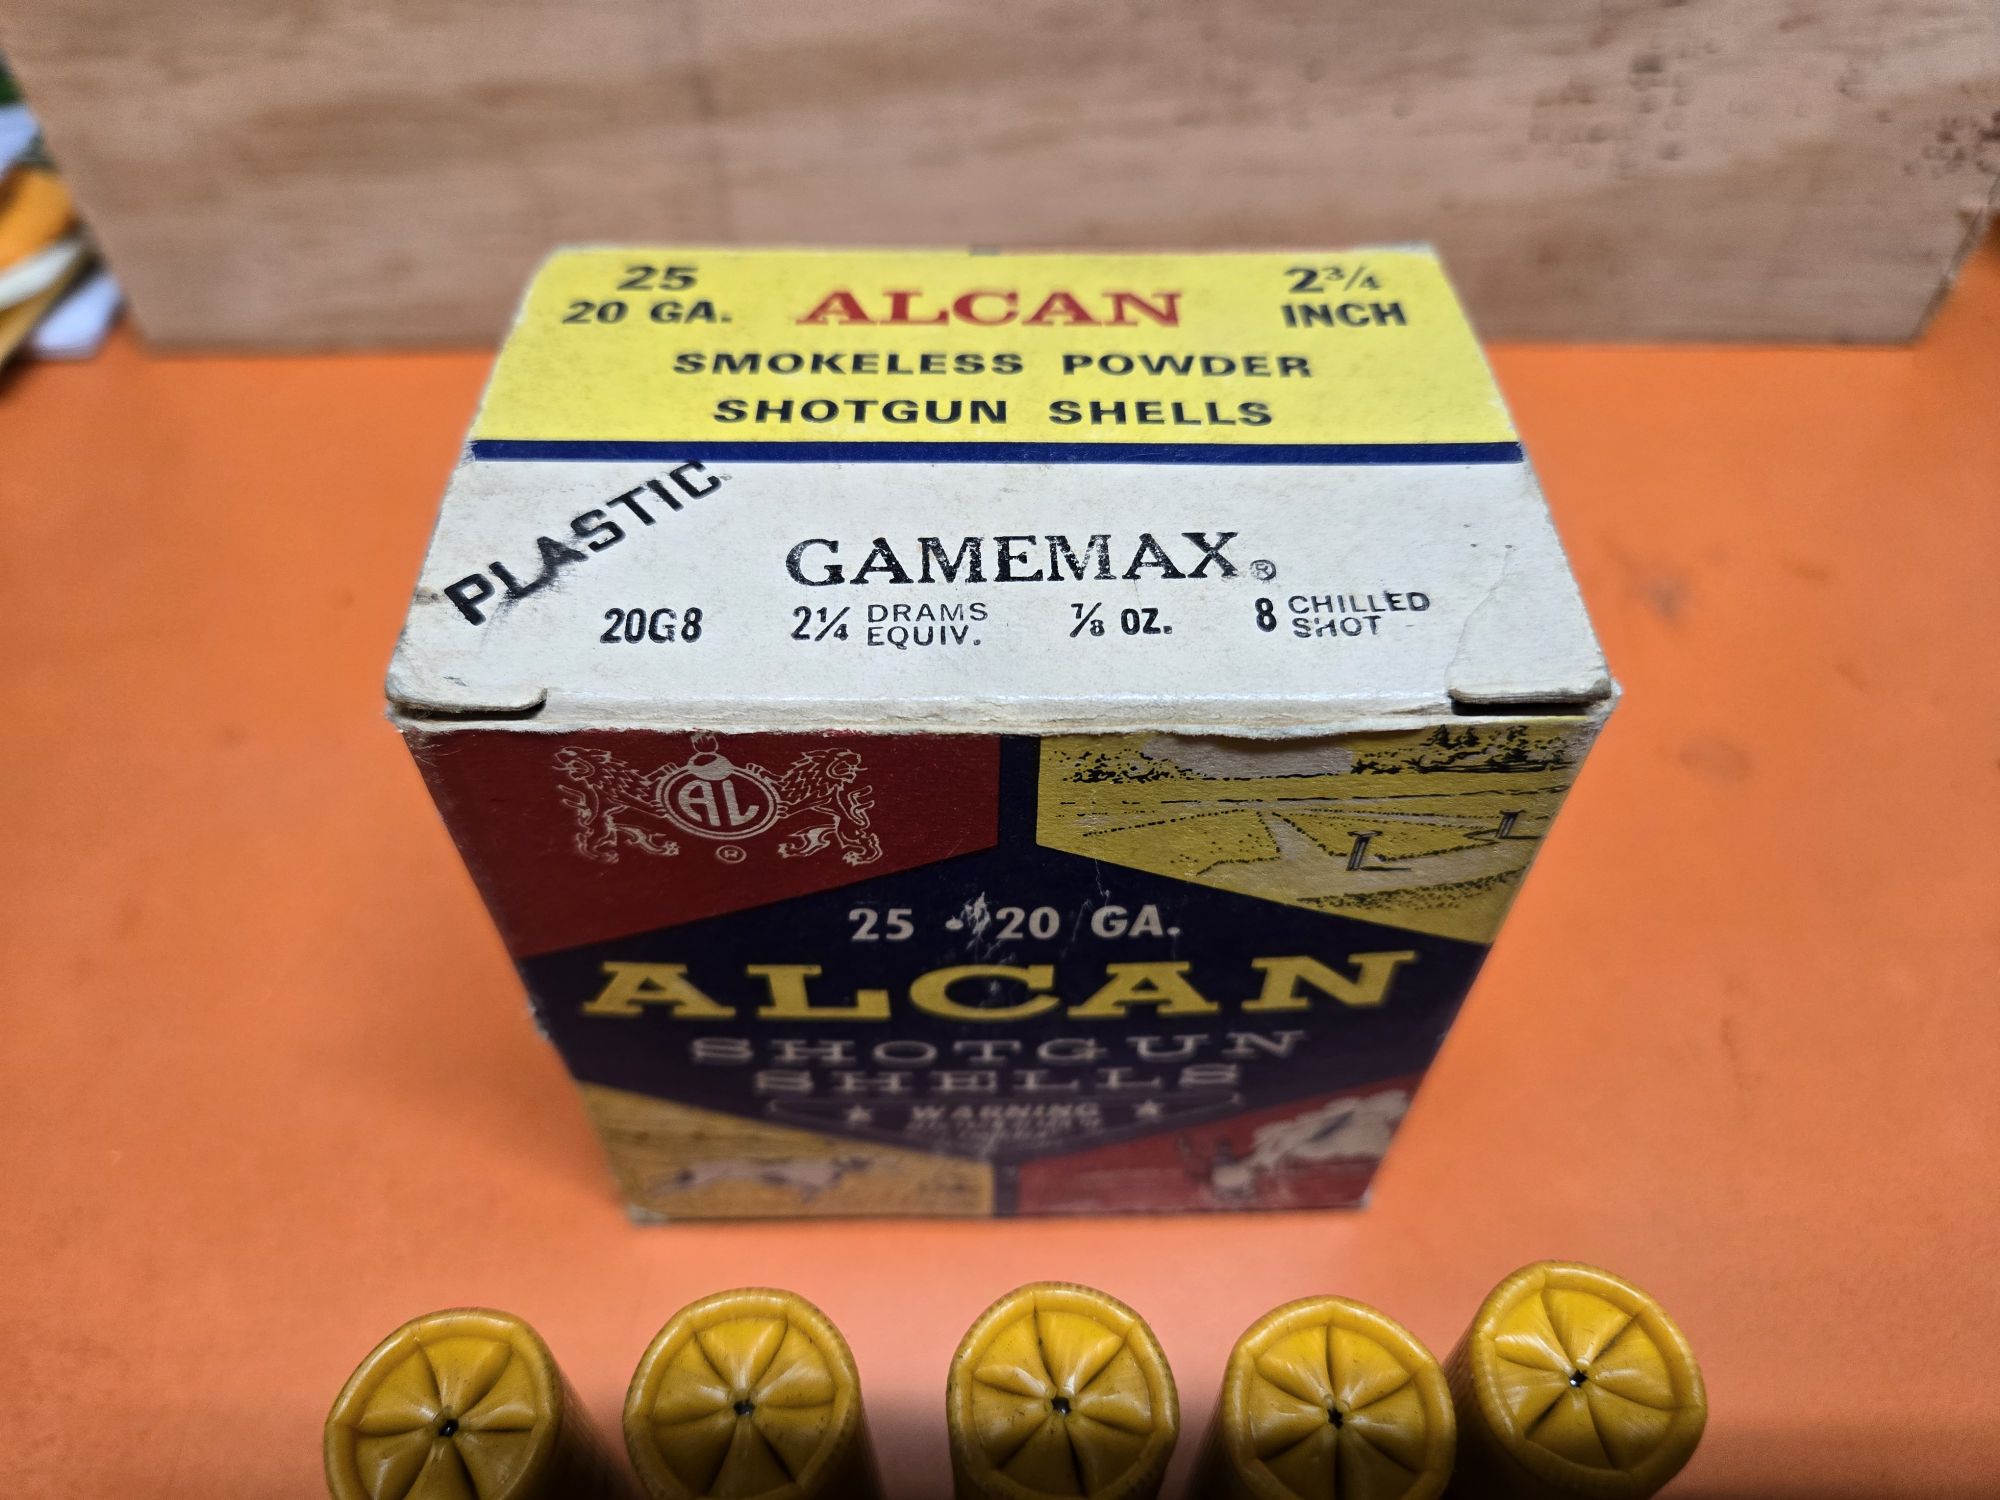 25
20 GA.
ALCAN
2¾
INCH
SMOKELESS POWDER
SHOTGUN SHELLS
PLASTIC
GAMEMAX®
20G8 2¼ DRAMS EQUIV. ⅞ OZ. 8 CHILLED SHOT
AL
®
25 · 20 GA.
ALCAN
SHOTGUN
SHELLS
WARNING